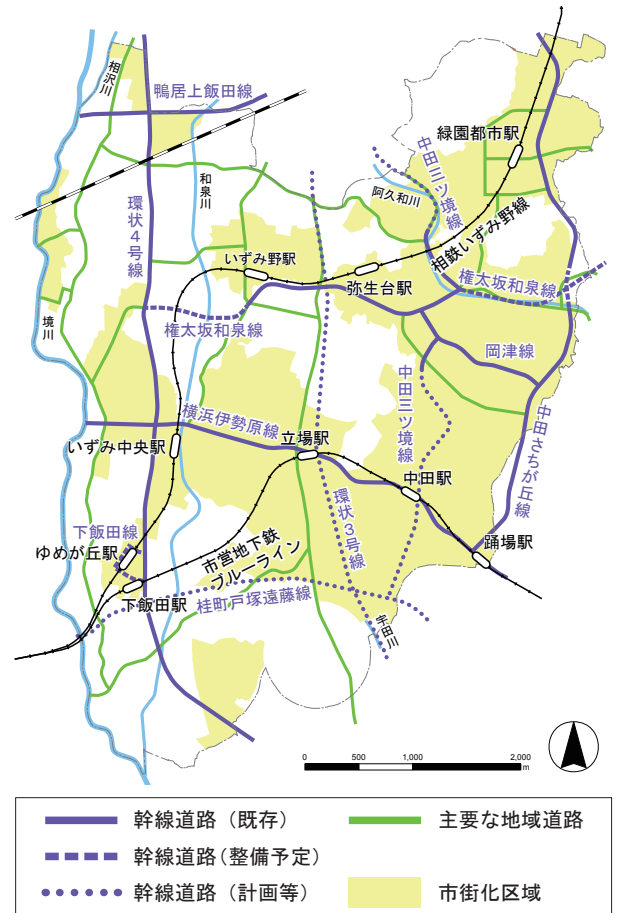 相沢川
鴨居上飯田線
緑園都市駅
中田三ツ境線
和泉川
阿久和川
環状4号線
相鉄いずみ野線
いずみ野駅
弥生台駅
権太坂和泉線
境川
権太坂和泉線
岡津線
中田三ツ境線
横浜伊勢原線
中田さちが丘線
立場駅
いずみ中央駅
中田駅
環状3号線
下飯田線
踊場駅
ゆめが丘駅
市営地下鉄
ブルーライン
下飯田駅
桂町戸塚遠藤線
宇田川
0 500 1,000 2,000
m
幹線道路（既存）
主要な地域道路
幹線道路(整備予定)
幹線道路（計画等）
市街化区域